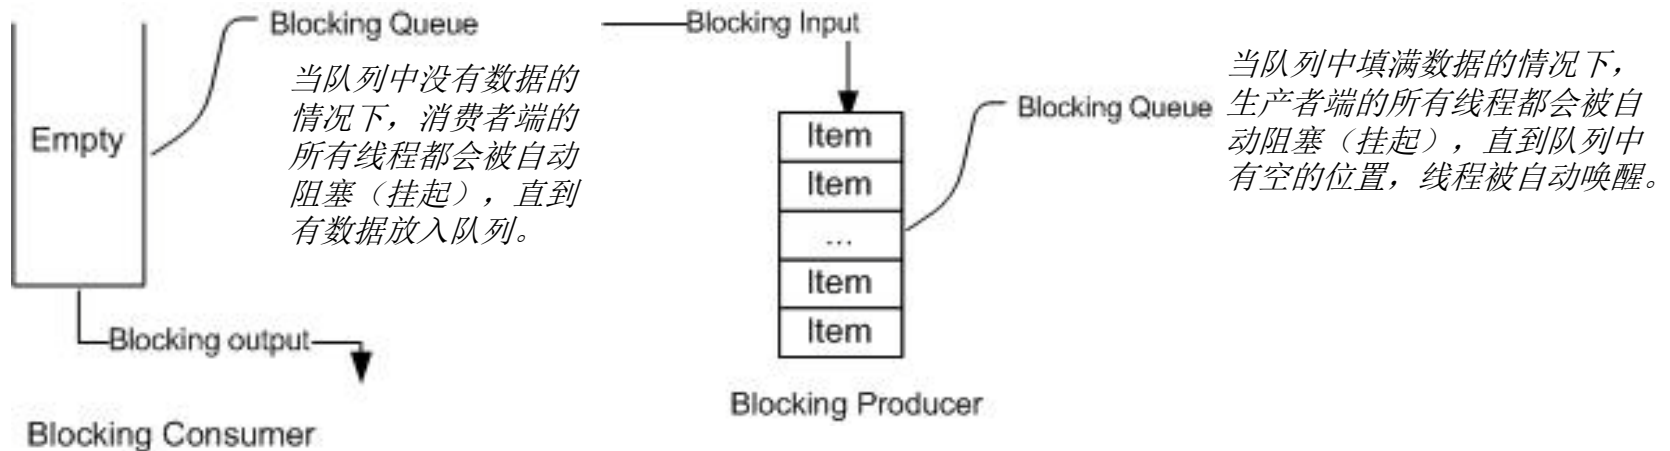 Blocking Queue
当队列中没有数据的
情况下，消费者端的
所有线程都会被自动
阻塞（挂起），直到
有数据放入队列。
Empty
Blocking output
Blocking Consumer
Blocking Input
Item
Item
...
Item
Item
Blocking Producer
Blocking Queue
当队列中填满数据的情况下，
生产者端的所有线程都会被自
动阻塞（挂起），直到队列中
有空的位置，线程被自动唤醒。